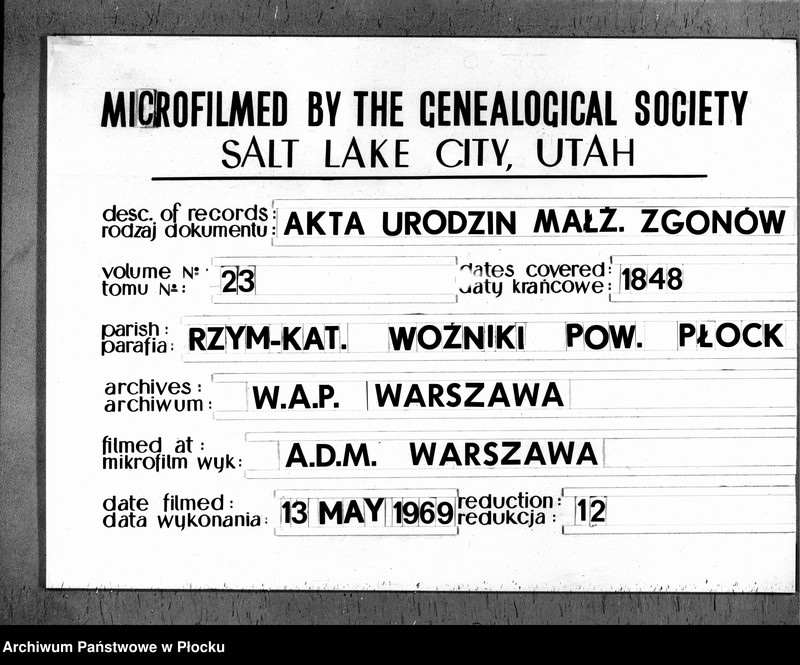 MICROFILMED BY THE GENEALOGICAL SOCIETY
SALT LAKE CITY, UTAH
desc. of records:
rodzaj dokumentu: AKTA URODZIN MAŁŻ. ZGONÓW
volume Nº
tomu Nº: 23
dates covered:
daty krańcowe: 1848
parish:
parafia: RZYM-KAT. WOŹNIKI POW. PŁOCK
archives:
archiwum: W.A.P. WARSZAWA
filmed at:
mikrofilm wyk: A.D.M. WARSZAWA
date filmed:
data wykonania: 13 MAY 1969
reduction:
redukcja: 12
Archiwum Państwowe w Płocku